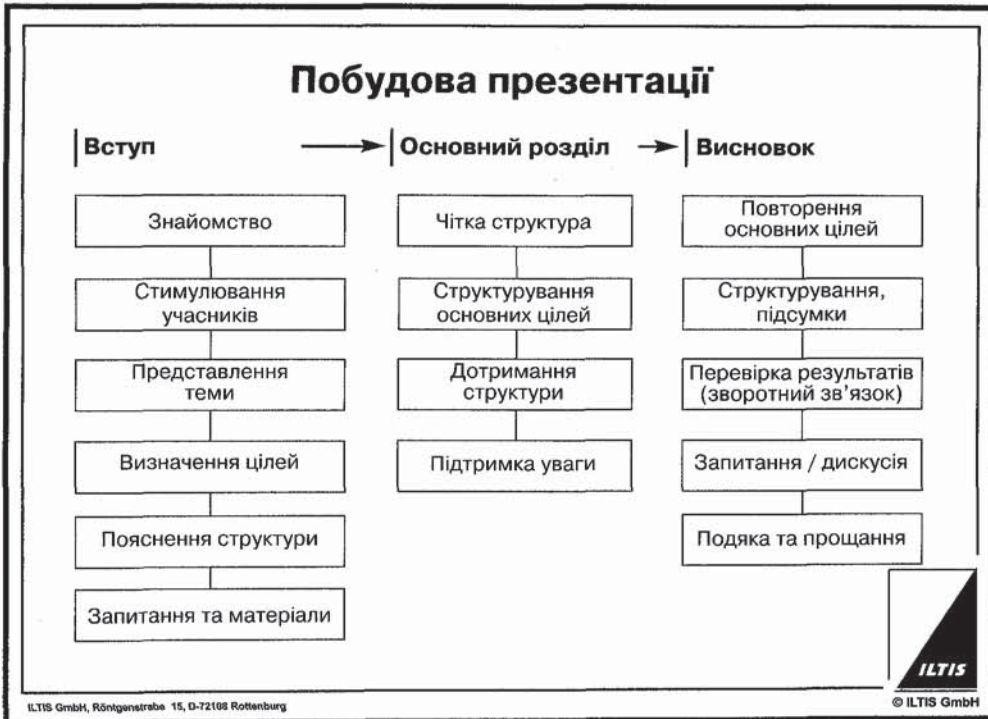 Побудова презентації
Вступ
Основний розділ
Висновок
Знайомство
Стимулювання
учасників
Представлення
теми
Визначення цілей
Пояснення структури
Запитання та матеріали
Чітка структура
Структурування
основних цілей
Дотримання
структури
Підтримка уваги
Повторення
основних цілей
Структурування,
підсумки
Перевірка результатів
(зворотний зв'язок)
Запитання / дискусія
Подяка та прощання
ILTIS
ILTIS GmbH, Röntgenstraße 15, D-72108 Rottenburg
© ILTIS GmbH